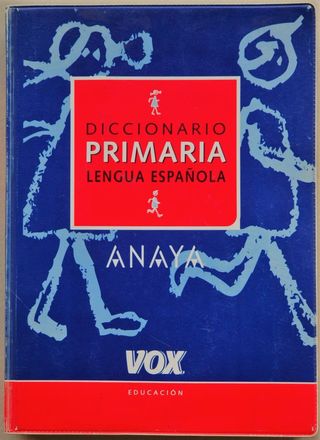 DICCIONARIO
PRIMARIA
LENGUA ESPAÑOLA
ANAYA
VOX
EDUCACIÓN